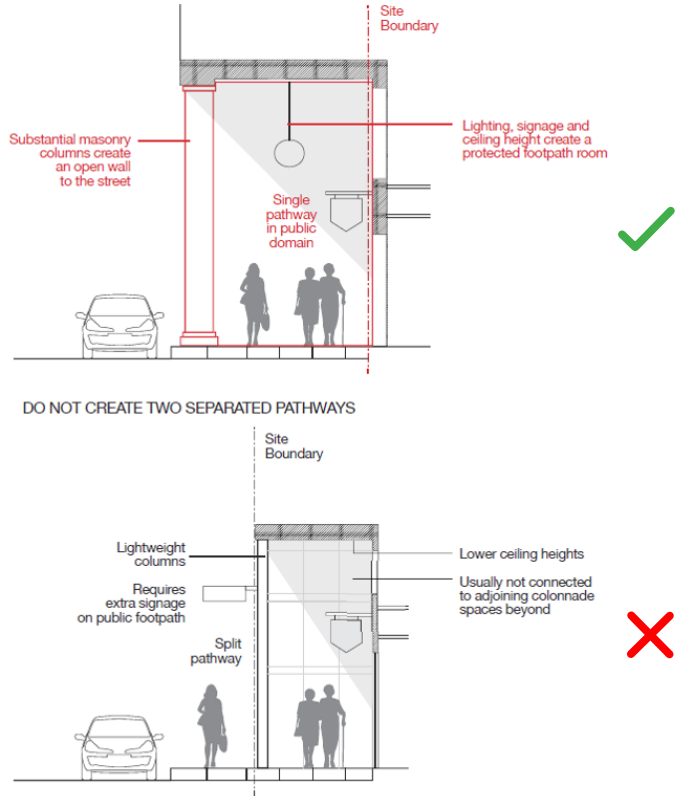 Site
Boundary
Substantial masonry
columns create
an open wall
to the street
Lighting, signage and
ceiling height create a
protected footpath room
Single
pathway
in public
domain
DO NOT CREATE TWO SEPARATED PATHWAYS
Site
Boundary
Lightweight
columns
Lower ceiling heights
Requires
extra signage
on public footpath
Usually not connected
to adjoining colonnade
spaces beyond
Split
pathway